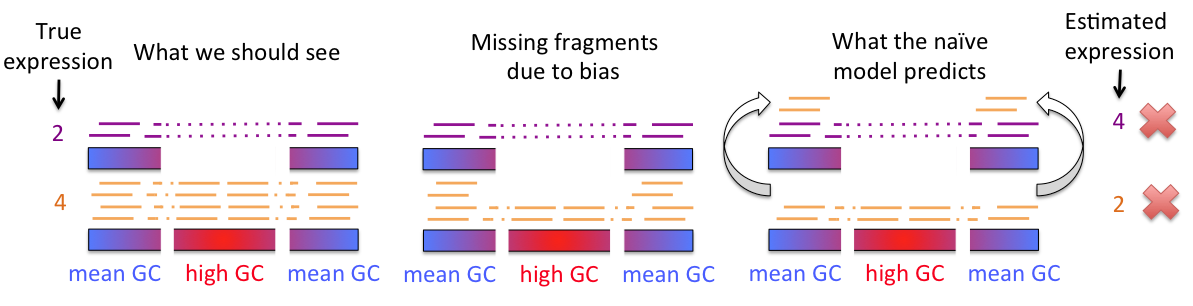 True
expression
What we should see
Missing fragments
due to bias
What the naïve
model predicts
Estimated
expression
2
4
4
2
mean GC high GC mean GC
mean GC high GC mean GC
mean GC high GC mean GC